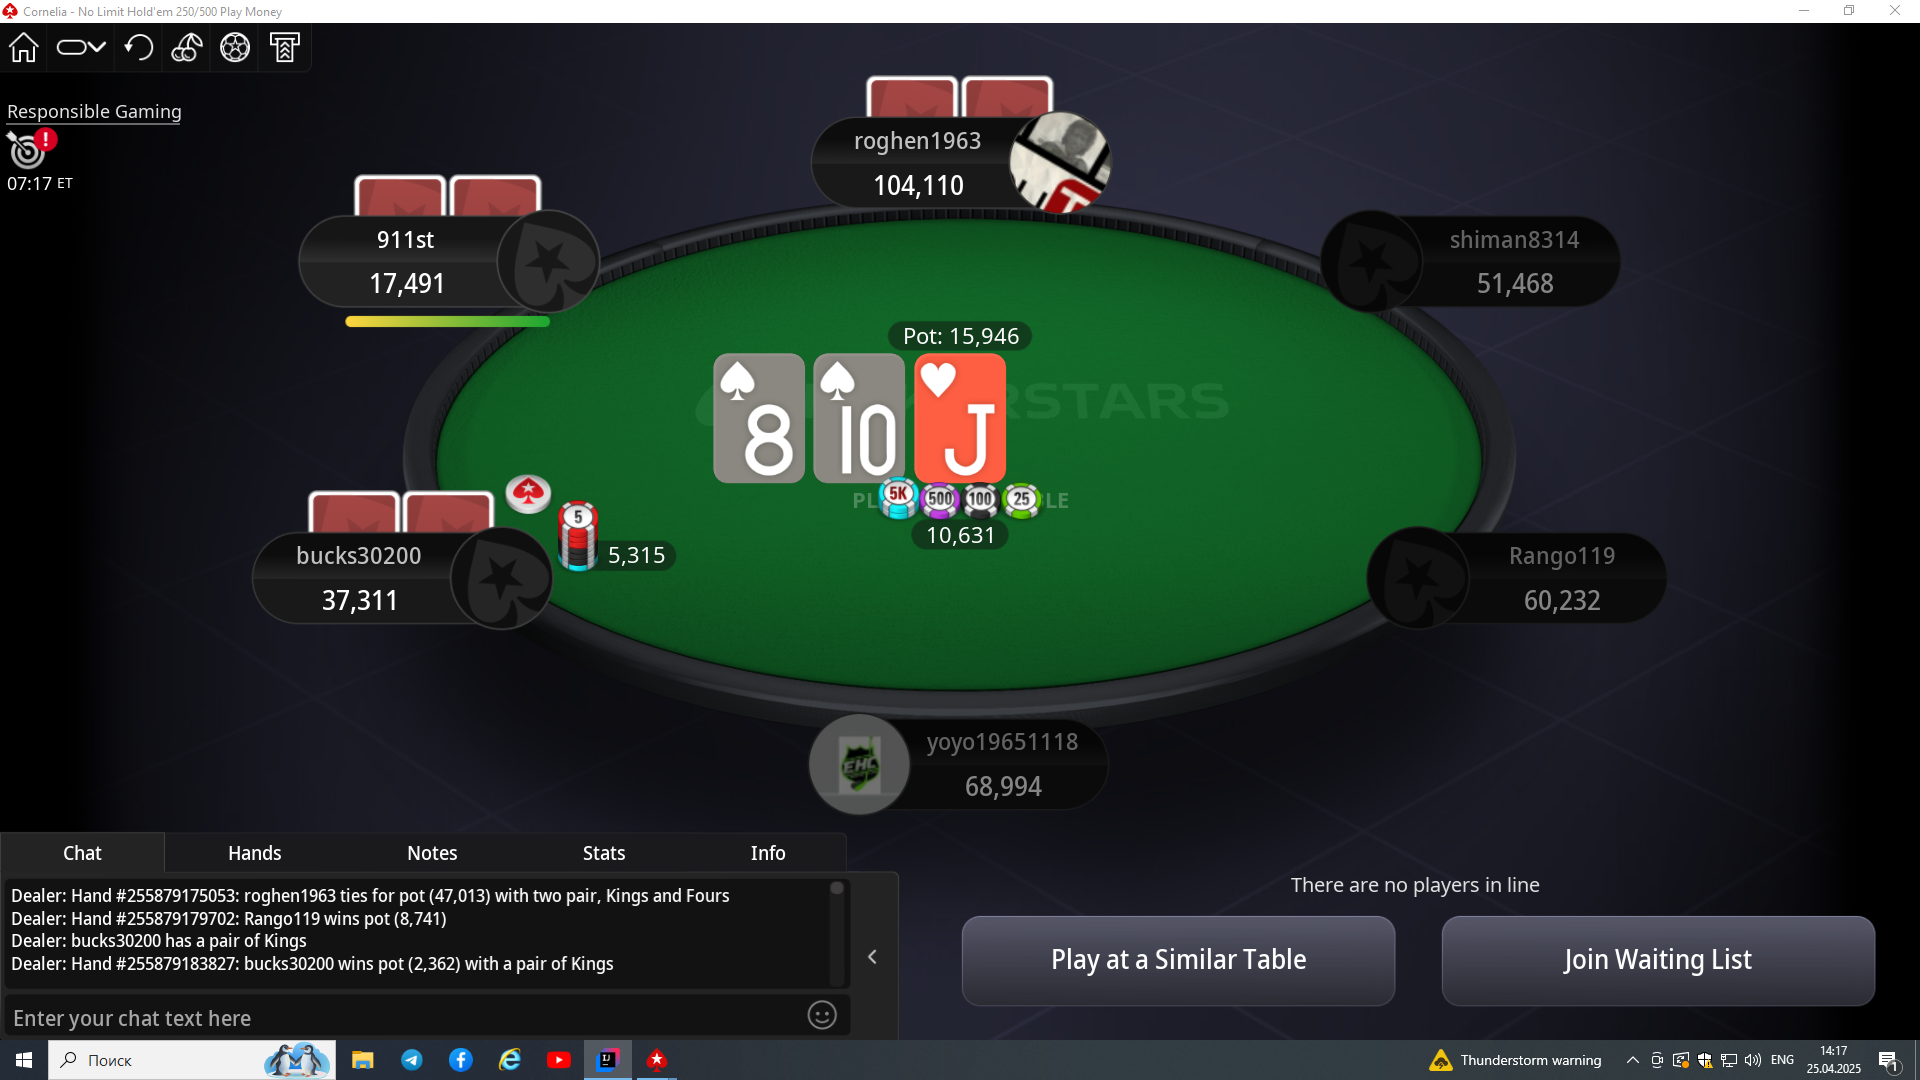 Cornelia - No Limit Hold'em 250/500 Play Money
Responsible Gaming
!
07:17 ET
roghen1963
104,110
911st
17,491
shiman8314
51,468
Pot: 15,946
8
10
J
5K
500
100
25
10,631
bucks30200
37,311
5
5,315
Rango119
60,232
EHC
yoyo19651118
68,994
Chat
Hands
Notes
Stats
Info
Dealer: Hand #255879175053: roghen1963 ties for pot (47,013) with two pair, Kings and Fours
Dealer: Hand #255879179702: Rango119 wins pot (8,741)
Dealer: bucks30200 has a pair of Kings
Dealer: Hand #255879183827: bucks30200 wins pot (2,362) with a pair of Kings
Enter your chat text here
There are no players in line
Play at a Similar Table
Join Waiting List
Поиск
Thunderstorm warning
ENG
14:17
25.04.2025
1